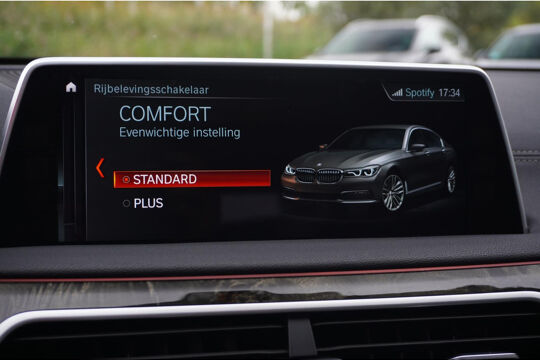 Rijbelevingsschakelaar
Spotify 17:34
COMFORT
Evenwichtige instelling
STANDARD
PLUS